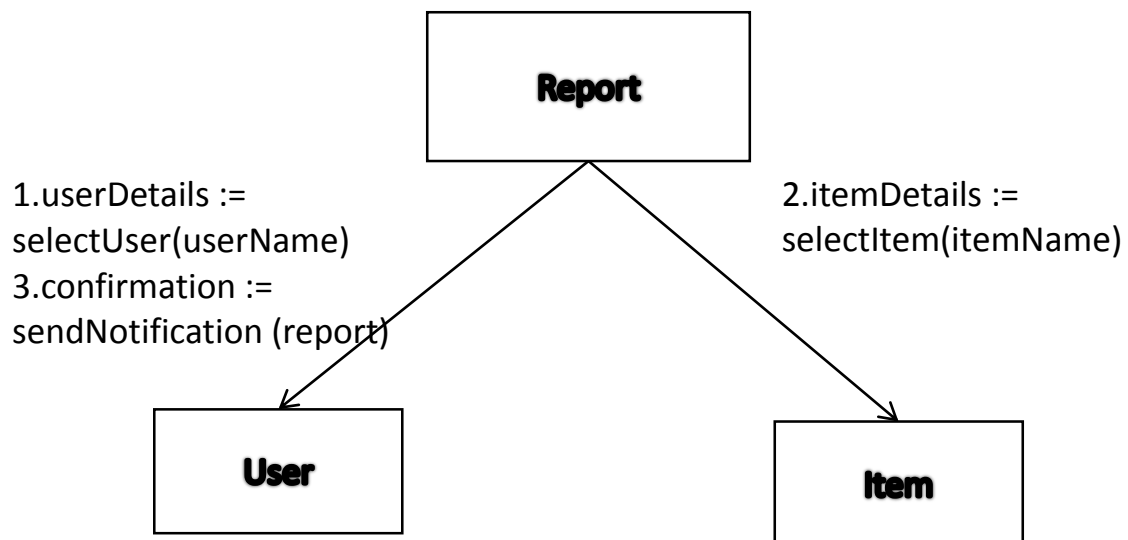 Report
1.userDetails :=
selectUser(userName)
3.confirmation :=
sendNotification (report)
2.itemDetails :=
selectItem(itemName)
User
Item